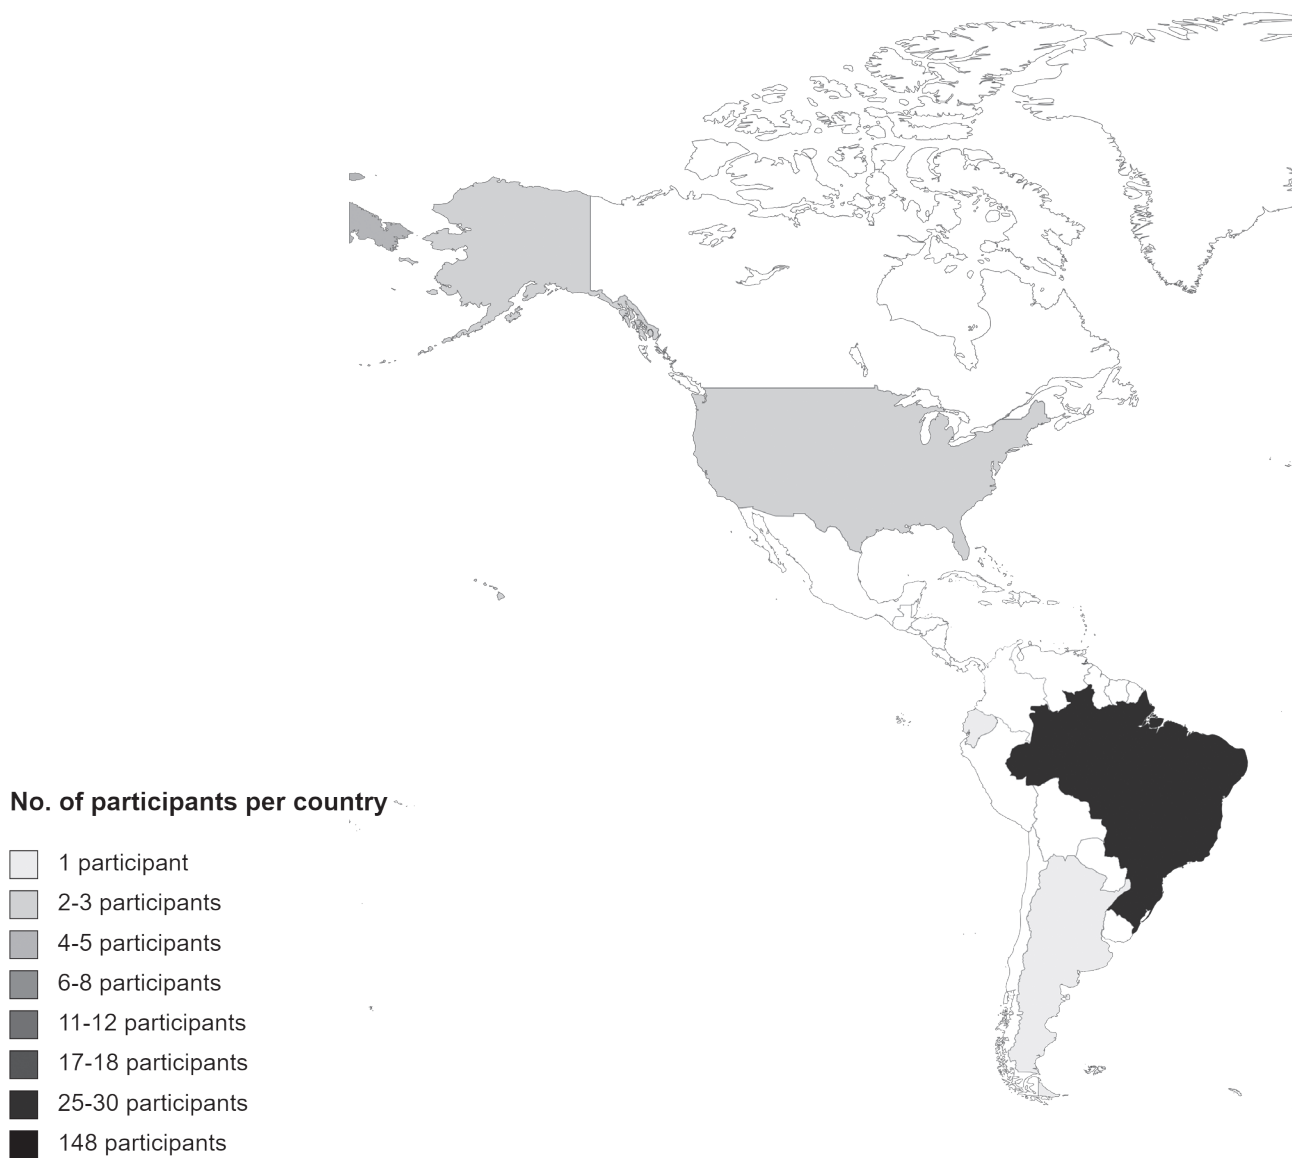 No. of participants per country
1 participant
2-3 participants
4-5 participants
6-8 participants
11-12 participants
17-18 participants
25-30 participants
148 participants